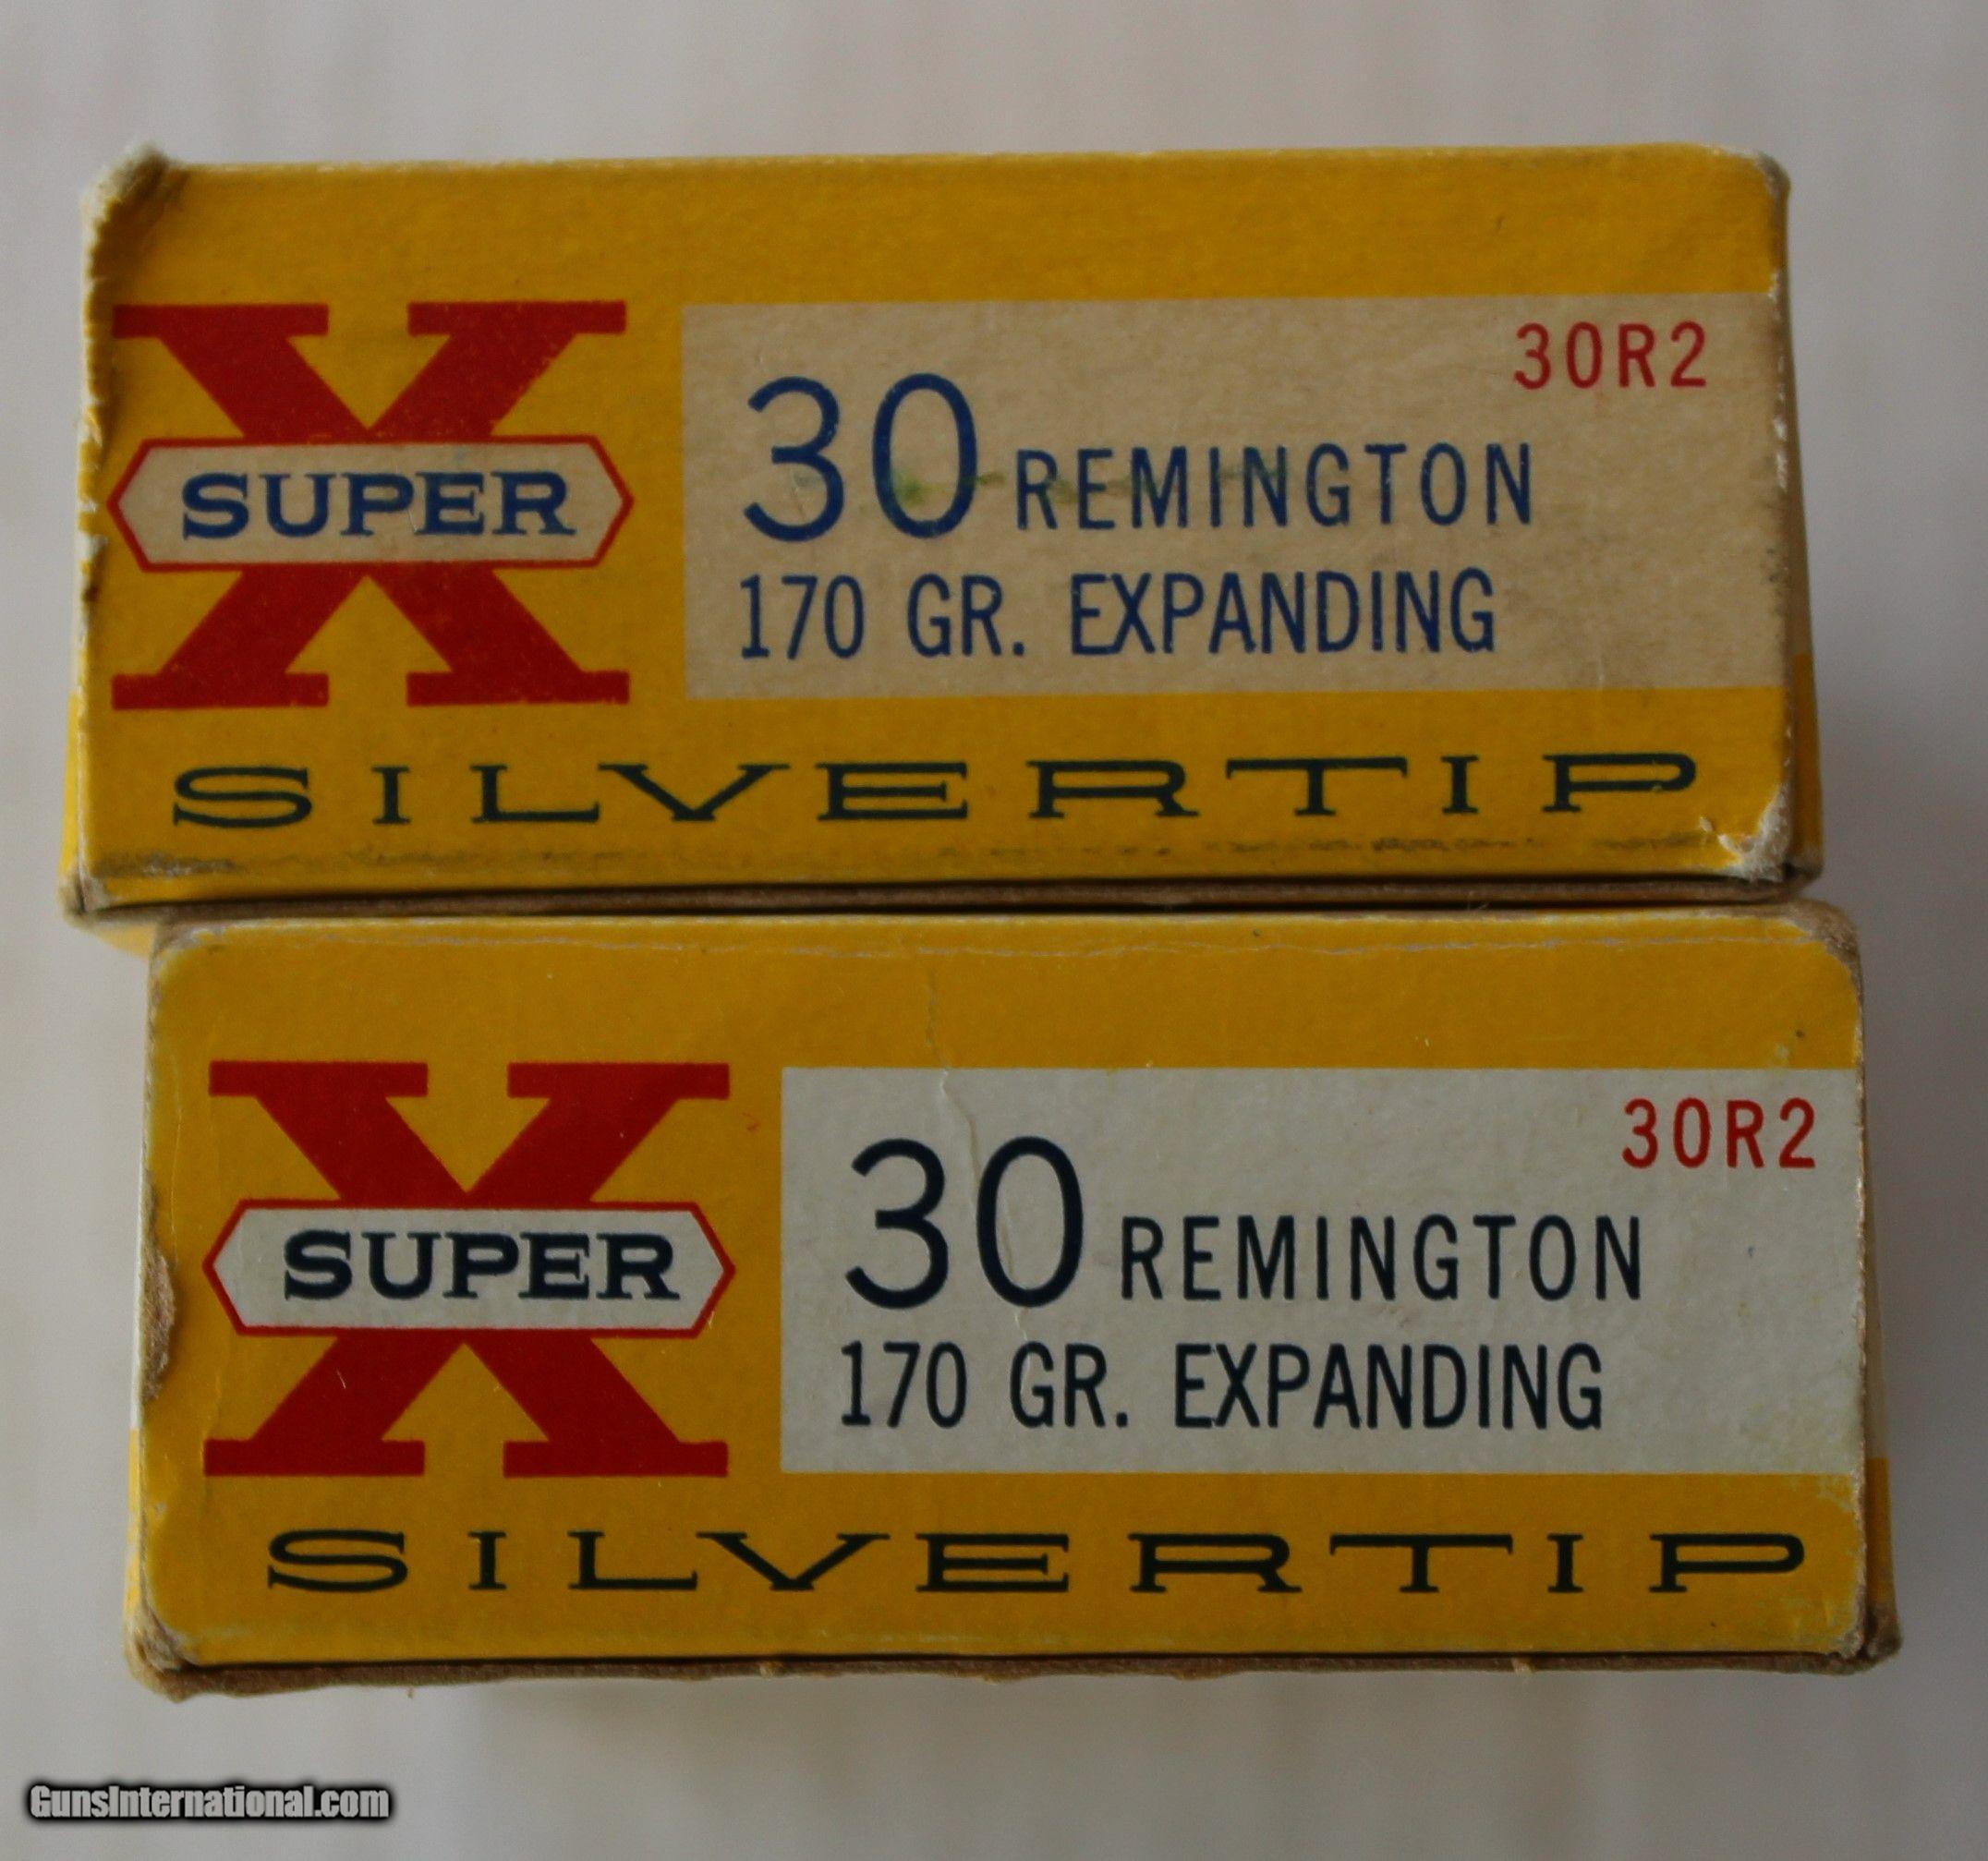 30R2
X
SUPER
30 REMINGTON
170 GR. EXPANDING
SILVERTIP
30R2
X
SUPER
30 REMINGTON
170 GR. EXPANDING
SILVERTIP
GunsInternational.com